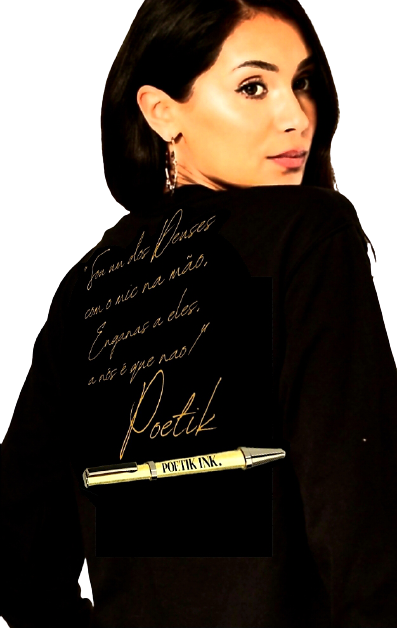 "Sou um dos Deuses
com o mic na mão,
Enganas a eles,
a nós é que nao!"
Poetik
POETIK INK.